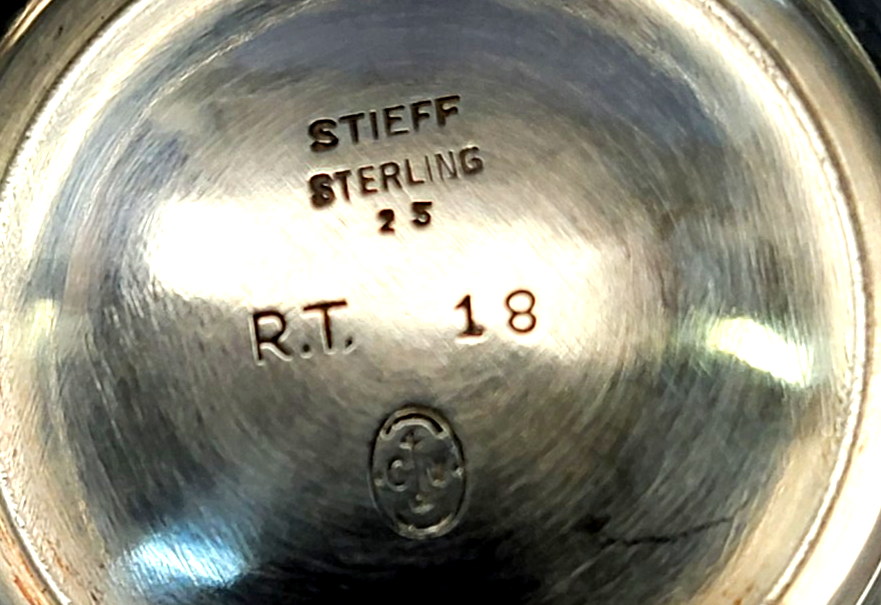 STIEFF
STERLING
25
R.T. 18